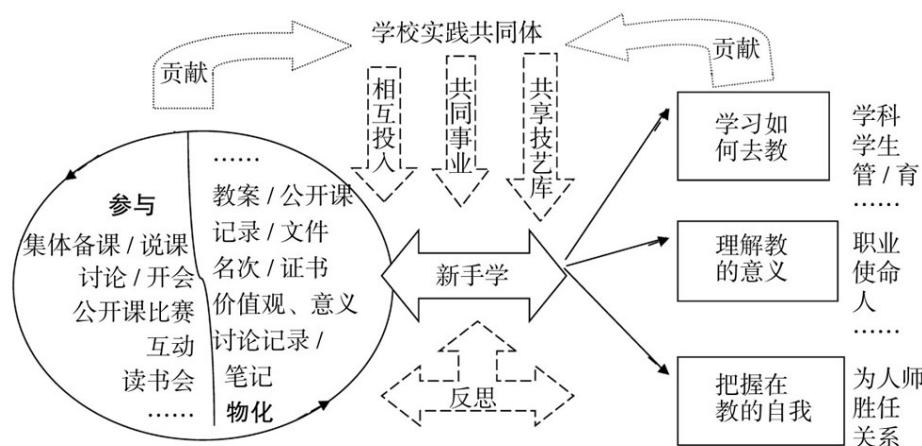 学校实践共同体
贡献
贡献
相互投入
共同事业
共享技艺库
参与
集体备课 / 说课
讨论 / 开会
公开课比赛
互动
读书会
……
……
教案 / 公开课
记录 / 文件
名次 / 证书
价值观、意义
讨论记录 /
笔记
物化
新手学
反思
学习如
何去教
学科
学生
管 / 育
……
理解教
的意义
职业
使命
人
……
把握在
教的自我
为人师
胜任
关系